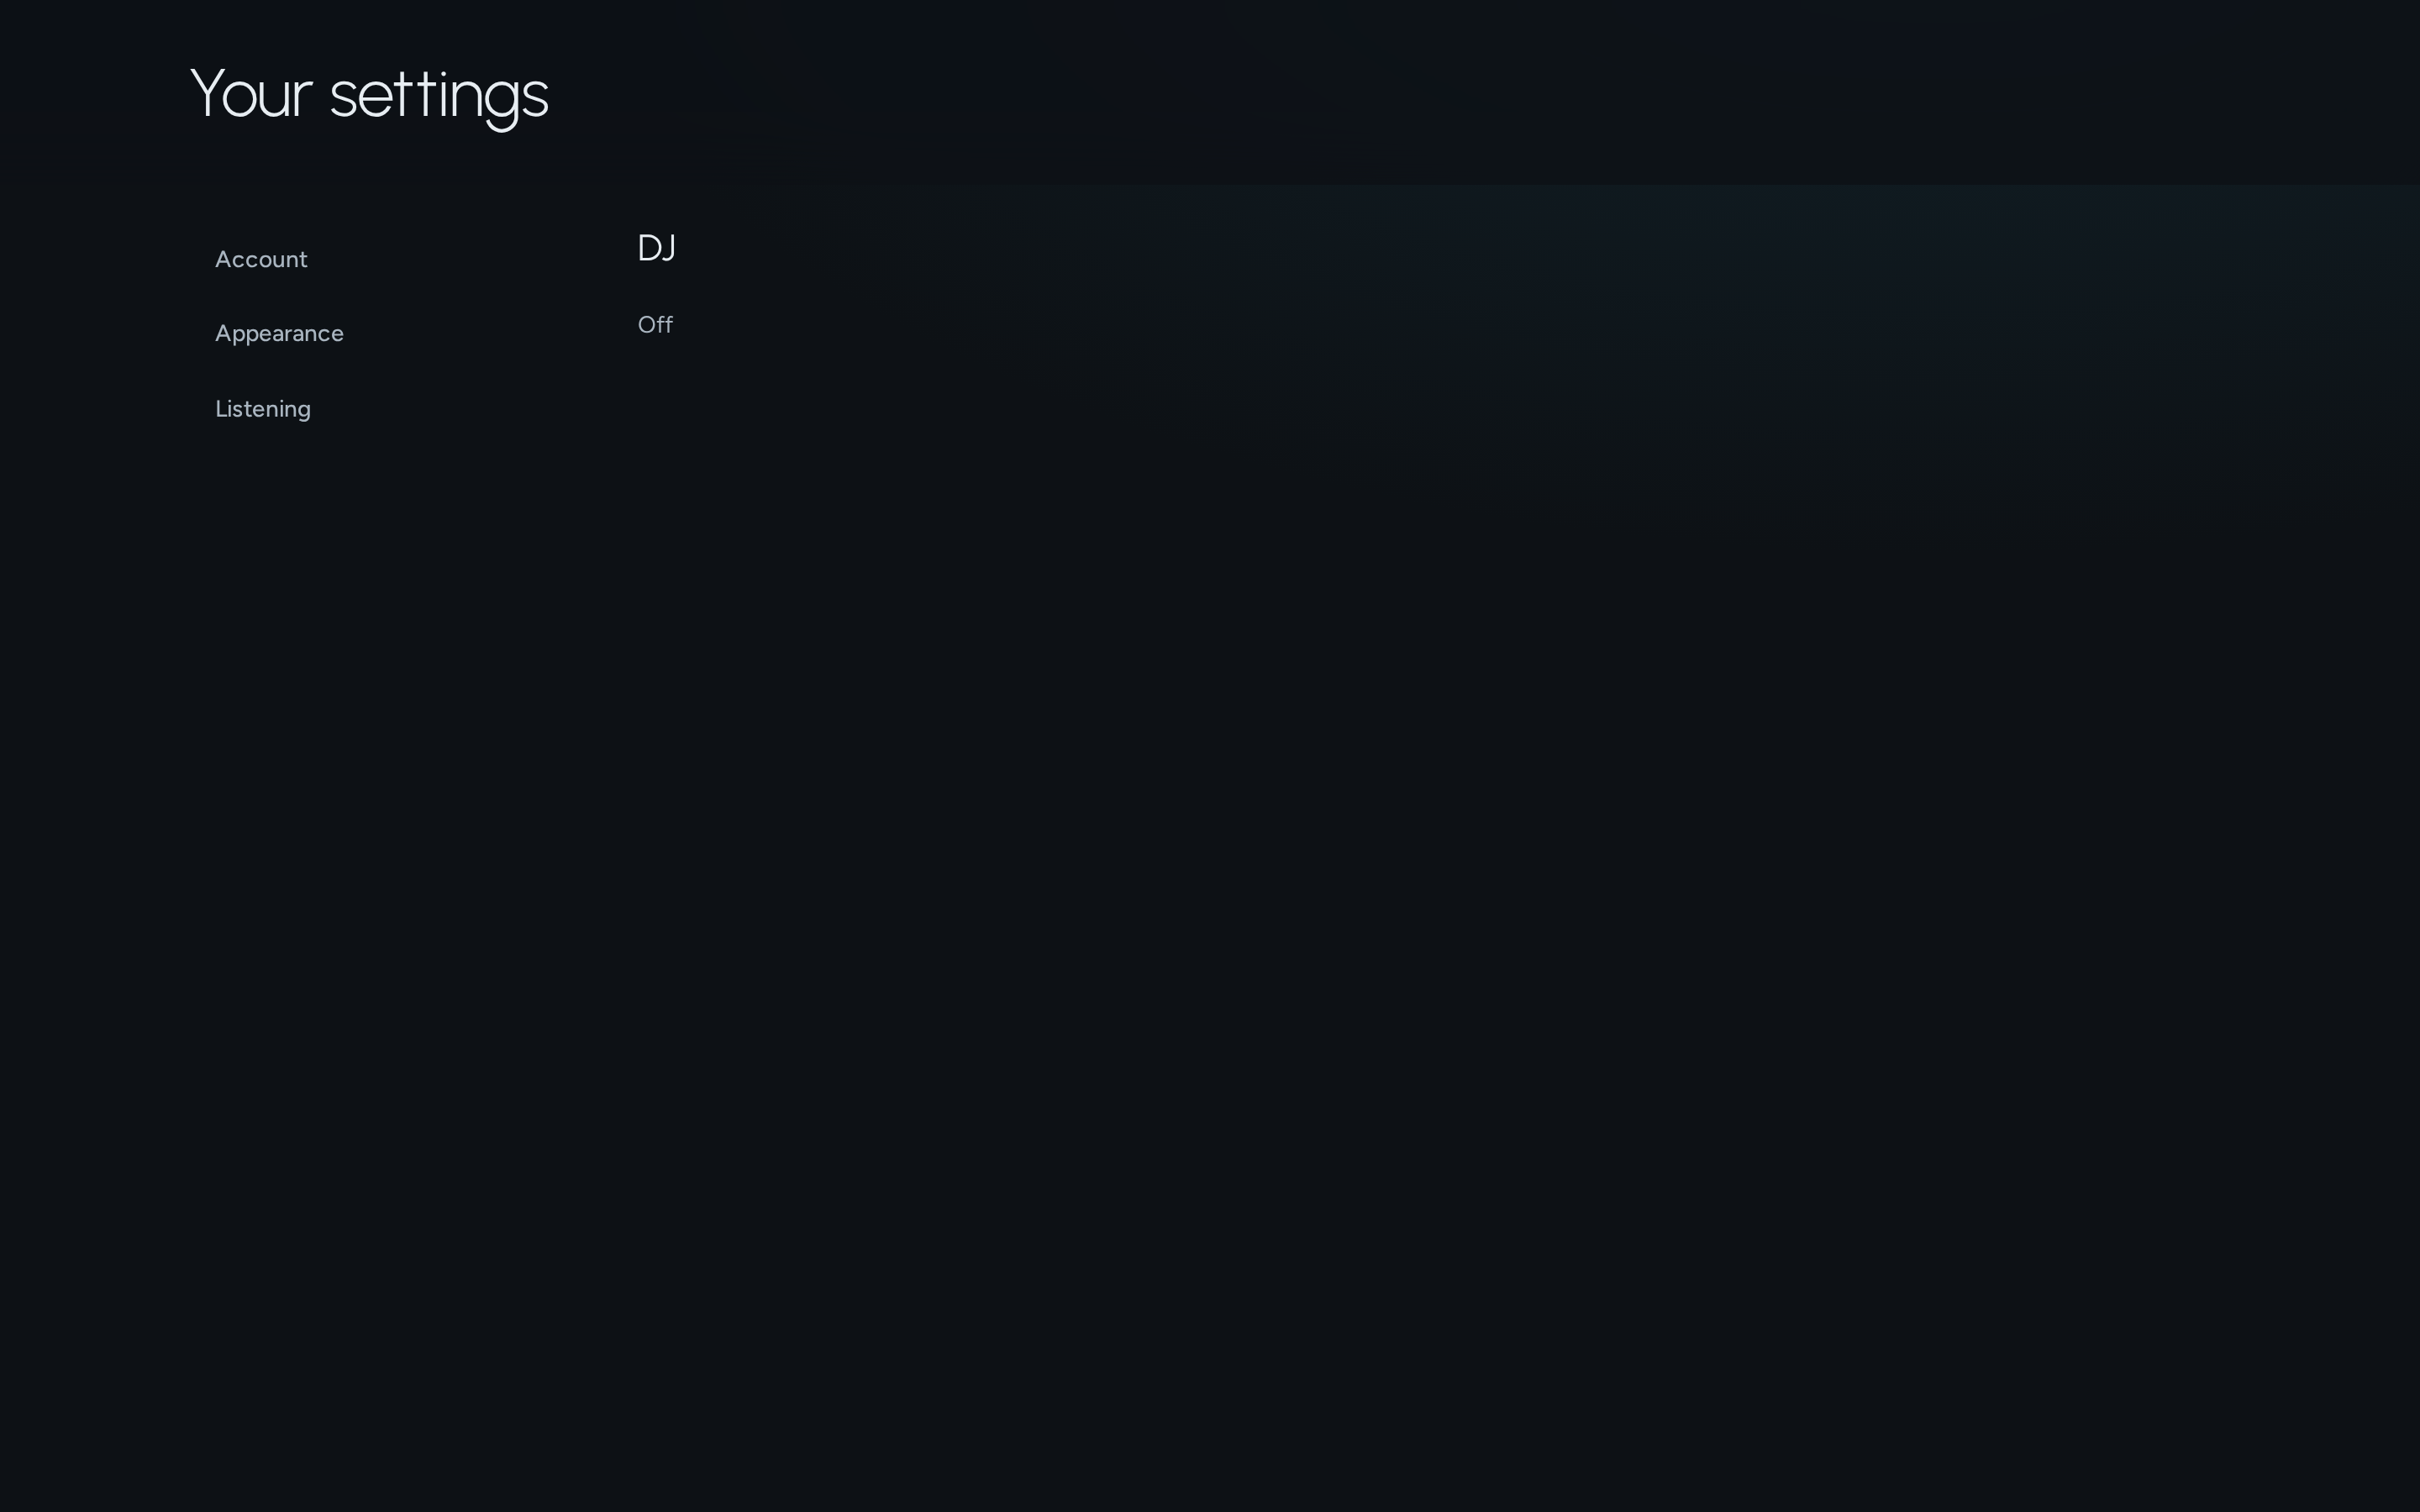 Your settings
Account
Appearance
Listening
DJ
Off